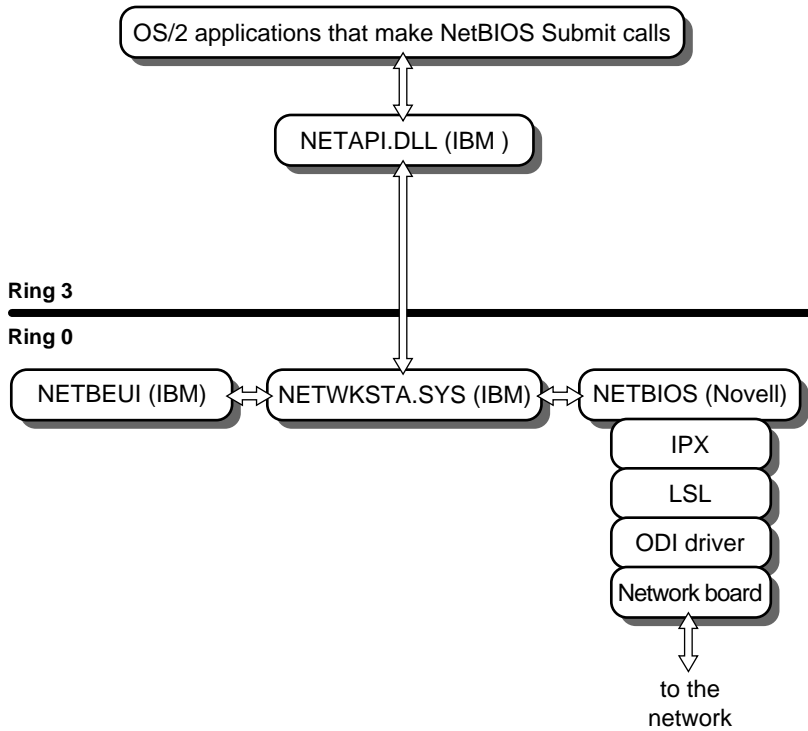 OS/2 applications that make NetBIOS Submit calls
NETAPI.DLL (IBM )
Ring 3
Ring 0
NETBEUI (IBM)
NETWKSTA.SYS (IBM)
NETBIOS (Novell)
IPX
LSL
ODI driver
Network board
to the
network